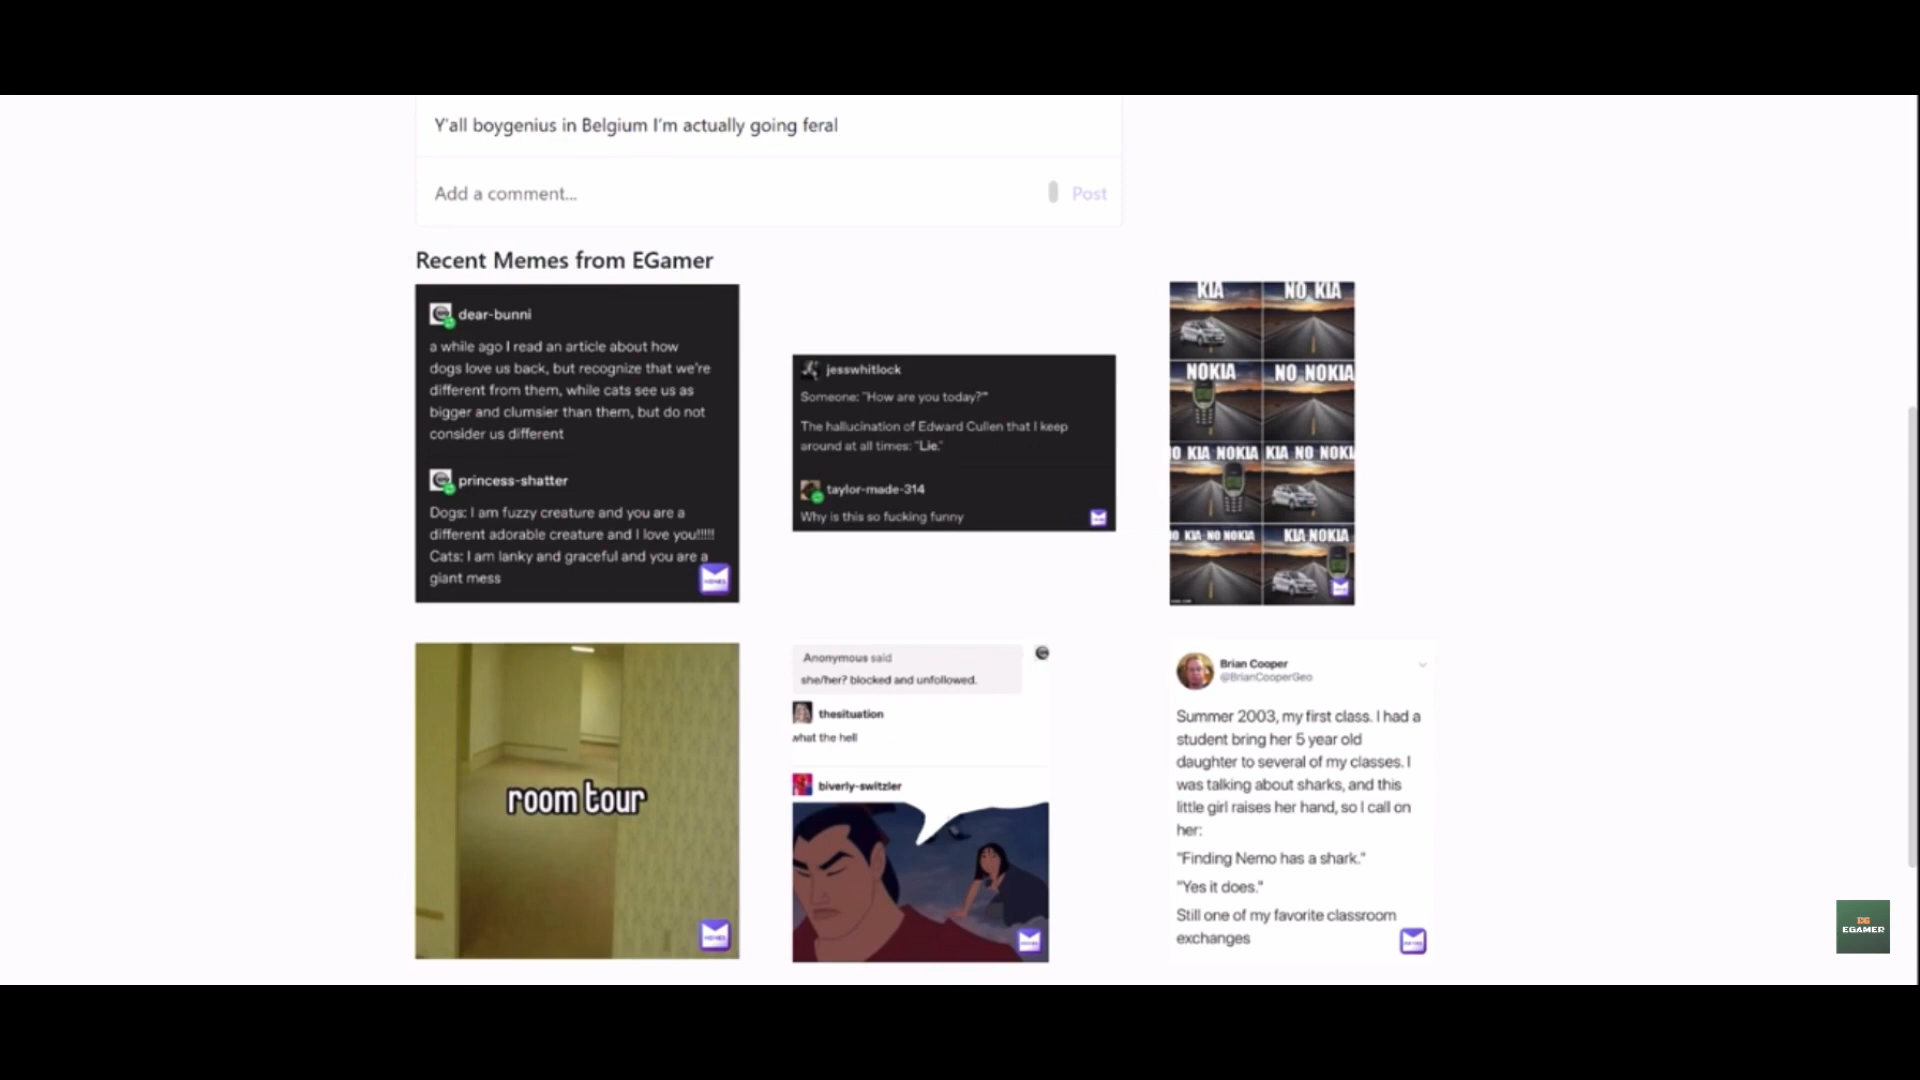 Y'all boygenius in Belgium I'm actually going feral
Add a comment...
Post
Recent Memes from EGamer
dear-bunni
a while ago I read an article about how
dogs love us back, but recognize that we're
different from them, while cats see us as
bigger and clumsier than them, but do not
consider us different
princess-shatter
Dogs: I am fuzzy creature and you are a
different adorable creature and I love you!!!!!
Cats: I am lanky and graceful and you are a
giant mess
MEMES
jesswhitlock
Someone: "How are you today?"
The hallucination of Edward Cullen that I keep
around at all times: "Lie."
taylor-made-314
Why is this so fucking funny
KIA
NO KIA
NOKIA
NO NOKIA
O KIA NOKIA
KIA NO NOKI
O KIA NO NOKIA
KIA NOKIA
room tour
MEMES
Anonymous said
she/her? blocked and unfollowed.
thesituation
what the hell
biverly-switzler
Brian Cooper
@BrianCooperGeo
Summer 2003, my first class. I had a
student bring her 5 year old
daughter to several of my classes. I
was talking about sharks, and this
little girl raises her hand, so I call on
her:
"Finding Nemo has a shark."
"Yes it does."
Still one of my favorite classroom
exchanges
EG
EGAMER